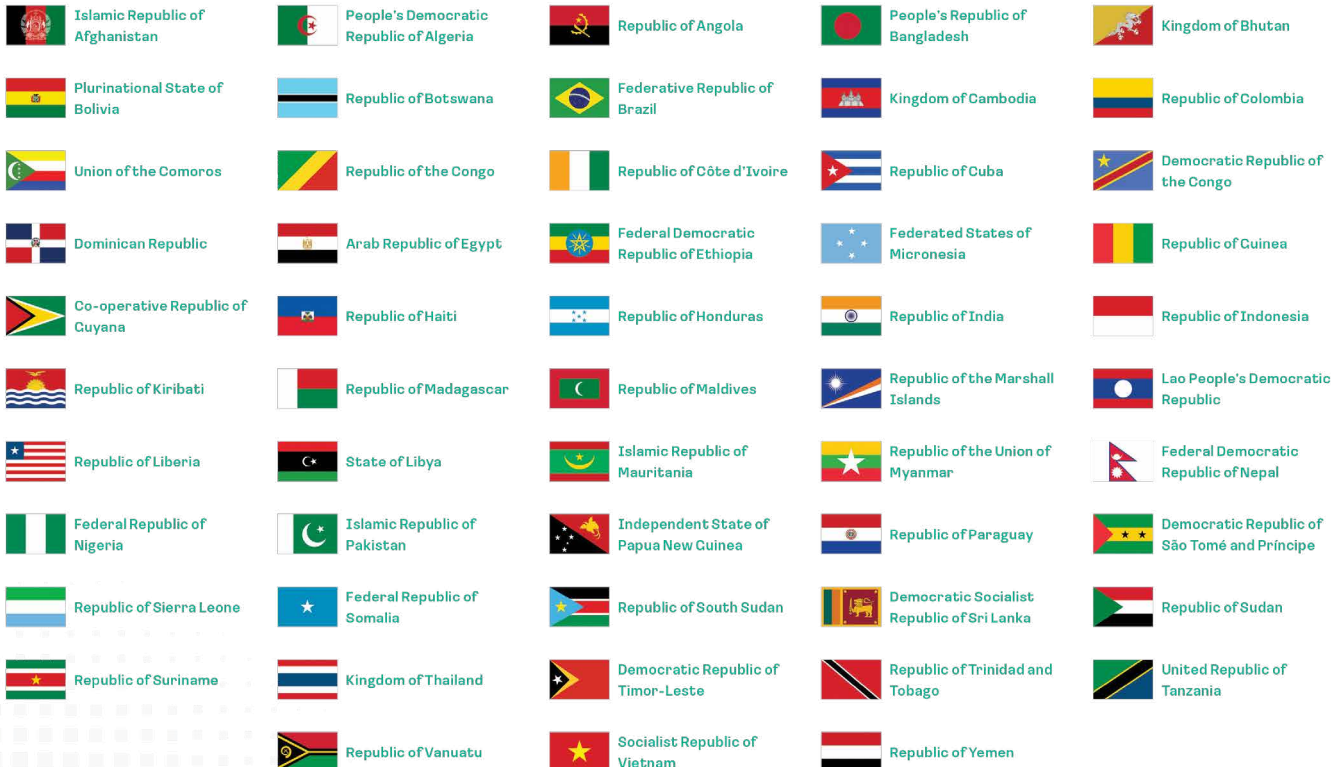 Islamic Republic of
Afghanistan
People's Democratic
Republic of Algeria
Republic of Angola
People's Republic of
Bangladesh
Kingdom of Bhutan
Plurinational State of
Bolivia
Republic of Botswana
Federative Republic of
Brazil
Kingdom of Cambodia
Republic of Colombia
Union of the Comoros
Republic of the Congo
Republic of Côte d'Ivoire
Republic of Cuba
Democratic Republic of
the Congo
Dominican Republic
Arab Republic of Egypt
Federal Democratic
Republic of Ethiopia
Federated States of
Micronesia
Republic of Guinea
Co-operative Republic of
Guyana
Republic of Haiti
Republic of Honduras
Republic of India
Republic of Indonesia
Republic of Kiribati
Republic of Madagascar
Republic of Maldives
Republic of the Marshall
Islands
Lao People's Democratic
Republic
Republic of Liberia
State of Libya
Islamic Republic of
Mauritania
Republic of the Union of
Myanmar
Federal Democratic
Republic of Nepal
Federal Republic of
Nigeria
Islamic Republic of
Pakistan
Independent State of
Papua New Guinea
Republic of Paraguay
Democratic Republic of
São Tomé and Príncipe
Republic of Sierra Leone
Federal Republic of
Somalia
Republic of South Sudan
Democratic Socialist
Republic of Sri Lanka
Republic of Sudan
Republic of Suriname
Kingdom of Thailand
Democratic Republic of
Timor-Leste
Republic of Trinidad and
Tobago
United Republic of
Tanzania
Republic of Vanuatu
Socialist Republic of
Vietnam
Republic of Yemen